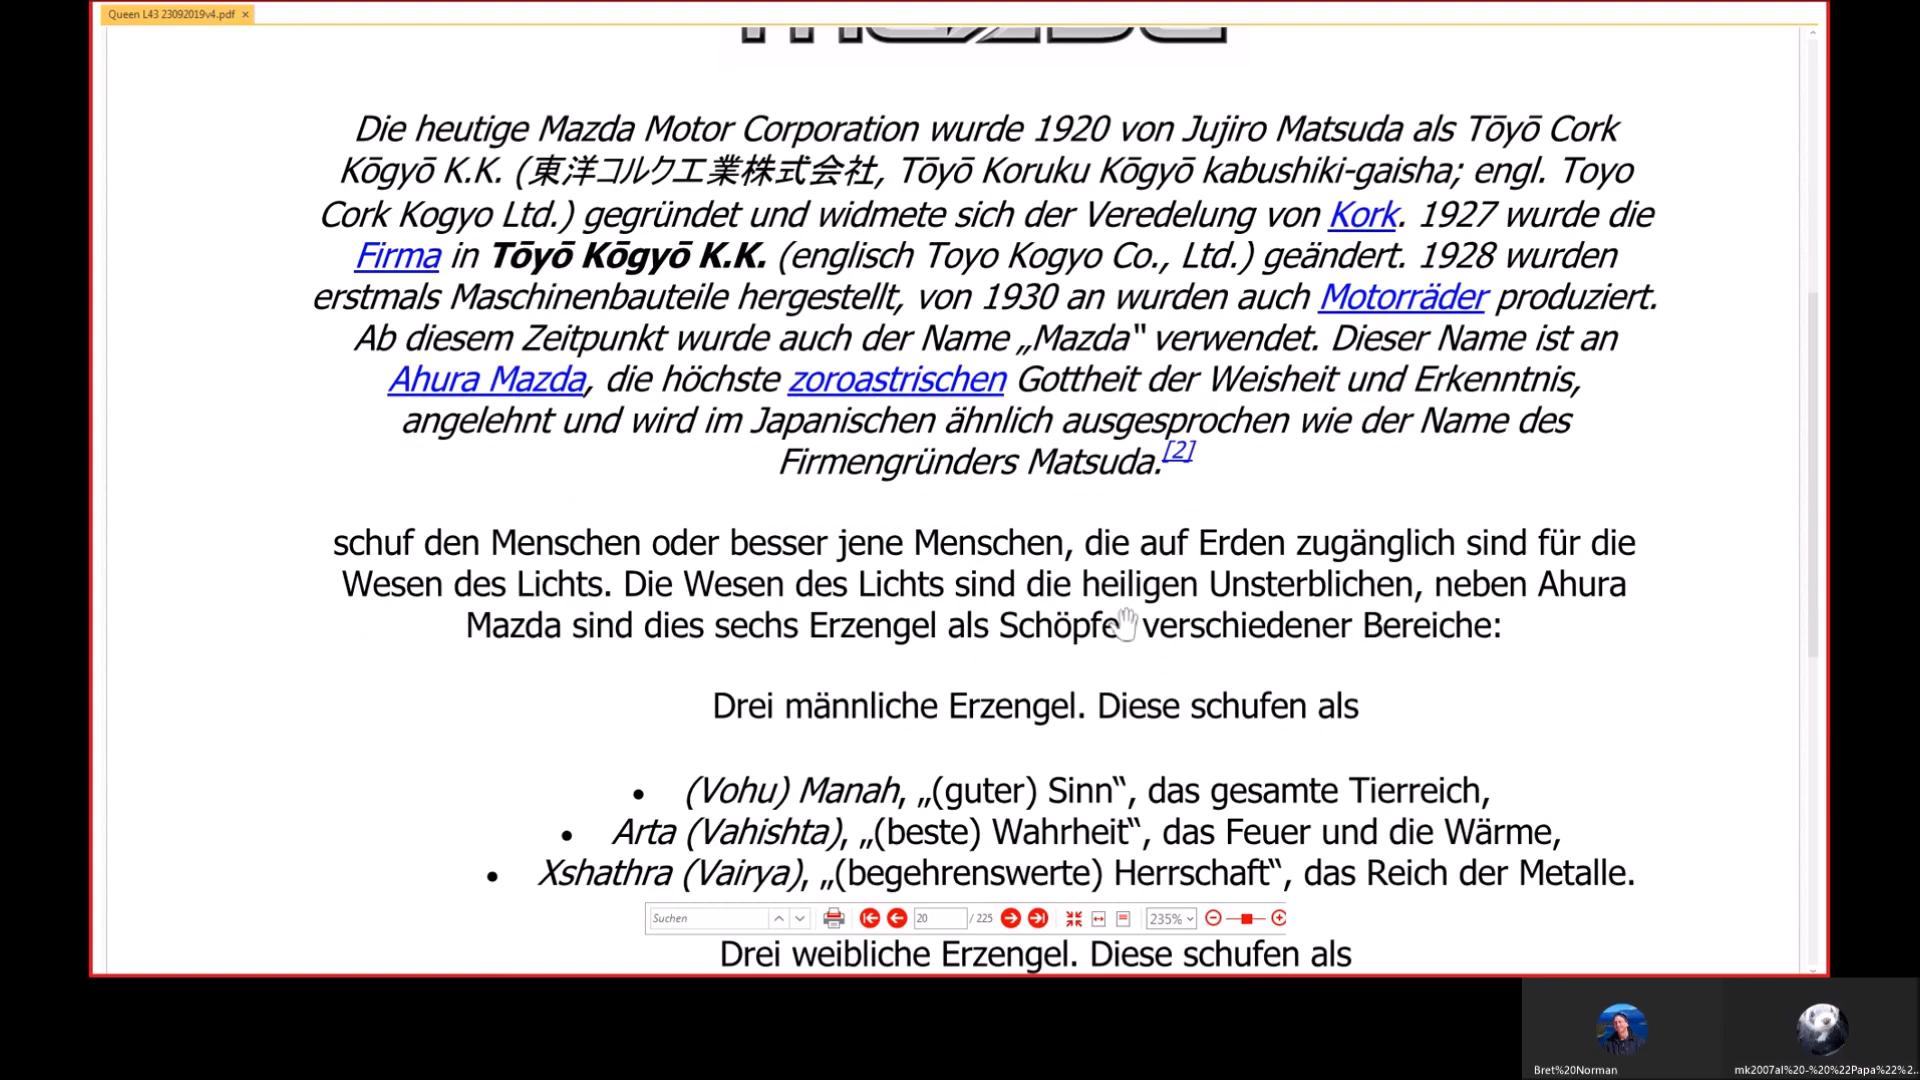 Queen L43 23092019v4.pdf ×
mazda
Die heutige Mazda Motor Corporation wurde 1920 von Jujiro Matsuda als Tōyō Cork
Kōgyō K.K. (東洋コルク工業株式会社, Tōyō Koruku Kōgyō kabushiki-gaisha; engl. Toyo
Cork Kogyo Ltd.) gegründet und widmete sich der Veredelung von Kork. 1927 wurde die
Firma in Tōyō Kōgyō K.K. (englisch Toyo Kogyo Co., Ltd.) geändert. 1928 wurden
erstmals Maschinenbauteile hergestellt, von 1930 an wurden auch Motorräder produziert.
Ab diesem Zeitpunkt wurde auch der Name „Mazda“ verwendet. Dieser Name ist an
Ahura Mazda, die höchste zoroastrischen Gottheit der Weisheit und Erkenntnis,
angelehnt und wird im Japanischen ähnlich ausgesprochen wie der Name des
Firmengründers Matsuda.[2]
schuf den Menschen oder besser jene Menschen, die auf Erden zugänglich sind für die
Wesen des Lichts. Die Wesen des Lichts sind die heiligen Unsterblichen, neben Ahura
Mazda sind dies sechs Erzengel als Schöpfer verschiedener Bereiche:
Drei männliche Erzengel. Diese schufen als
• (Vohu) Manah, „(guter) Sinn“, das gesamte Tierreich,
• Arta (Vahishta), „(beste) Wahrheit“, das Feuer und die Wärme,
• Xshathra (Vairya), „(begehrenswerte) Herrschaft“, das Reich der Metalle.
Suchen 20 / 225 235%
Drei weibliche Erzengel. Diese schufen als
Bret%20Norman
mk2007al%20-%20%22Papa%22%2...